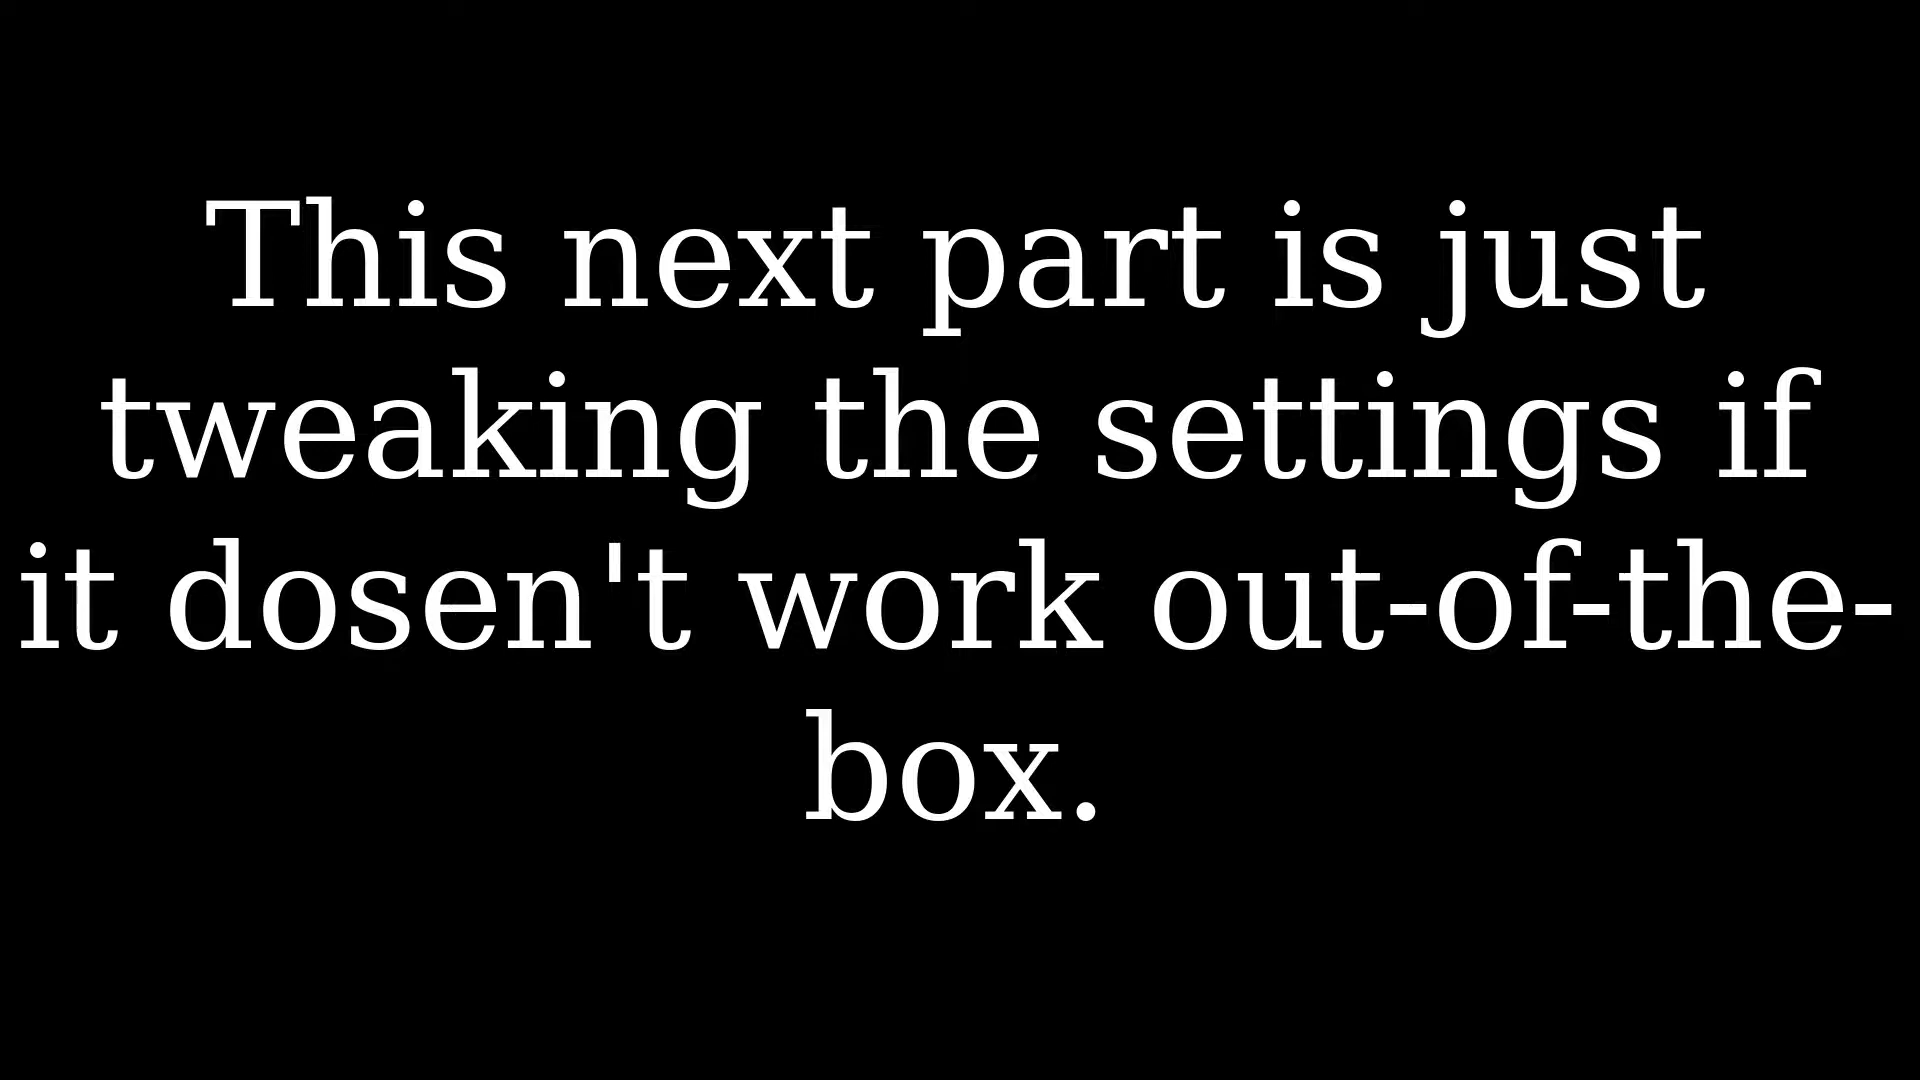 This next part is just
tweaking the settings if
it dosen't work out-of-the-
box.